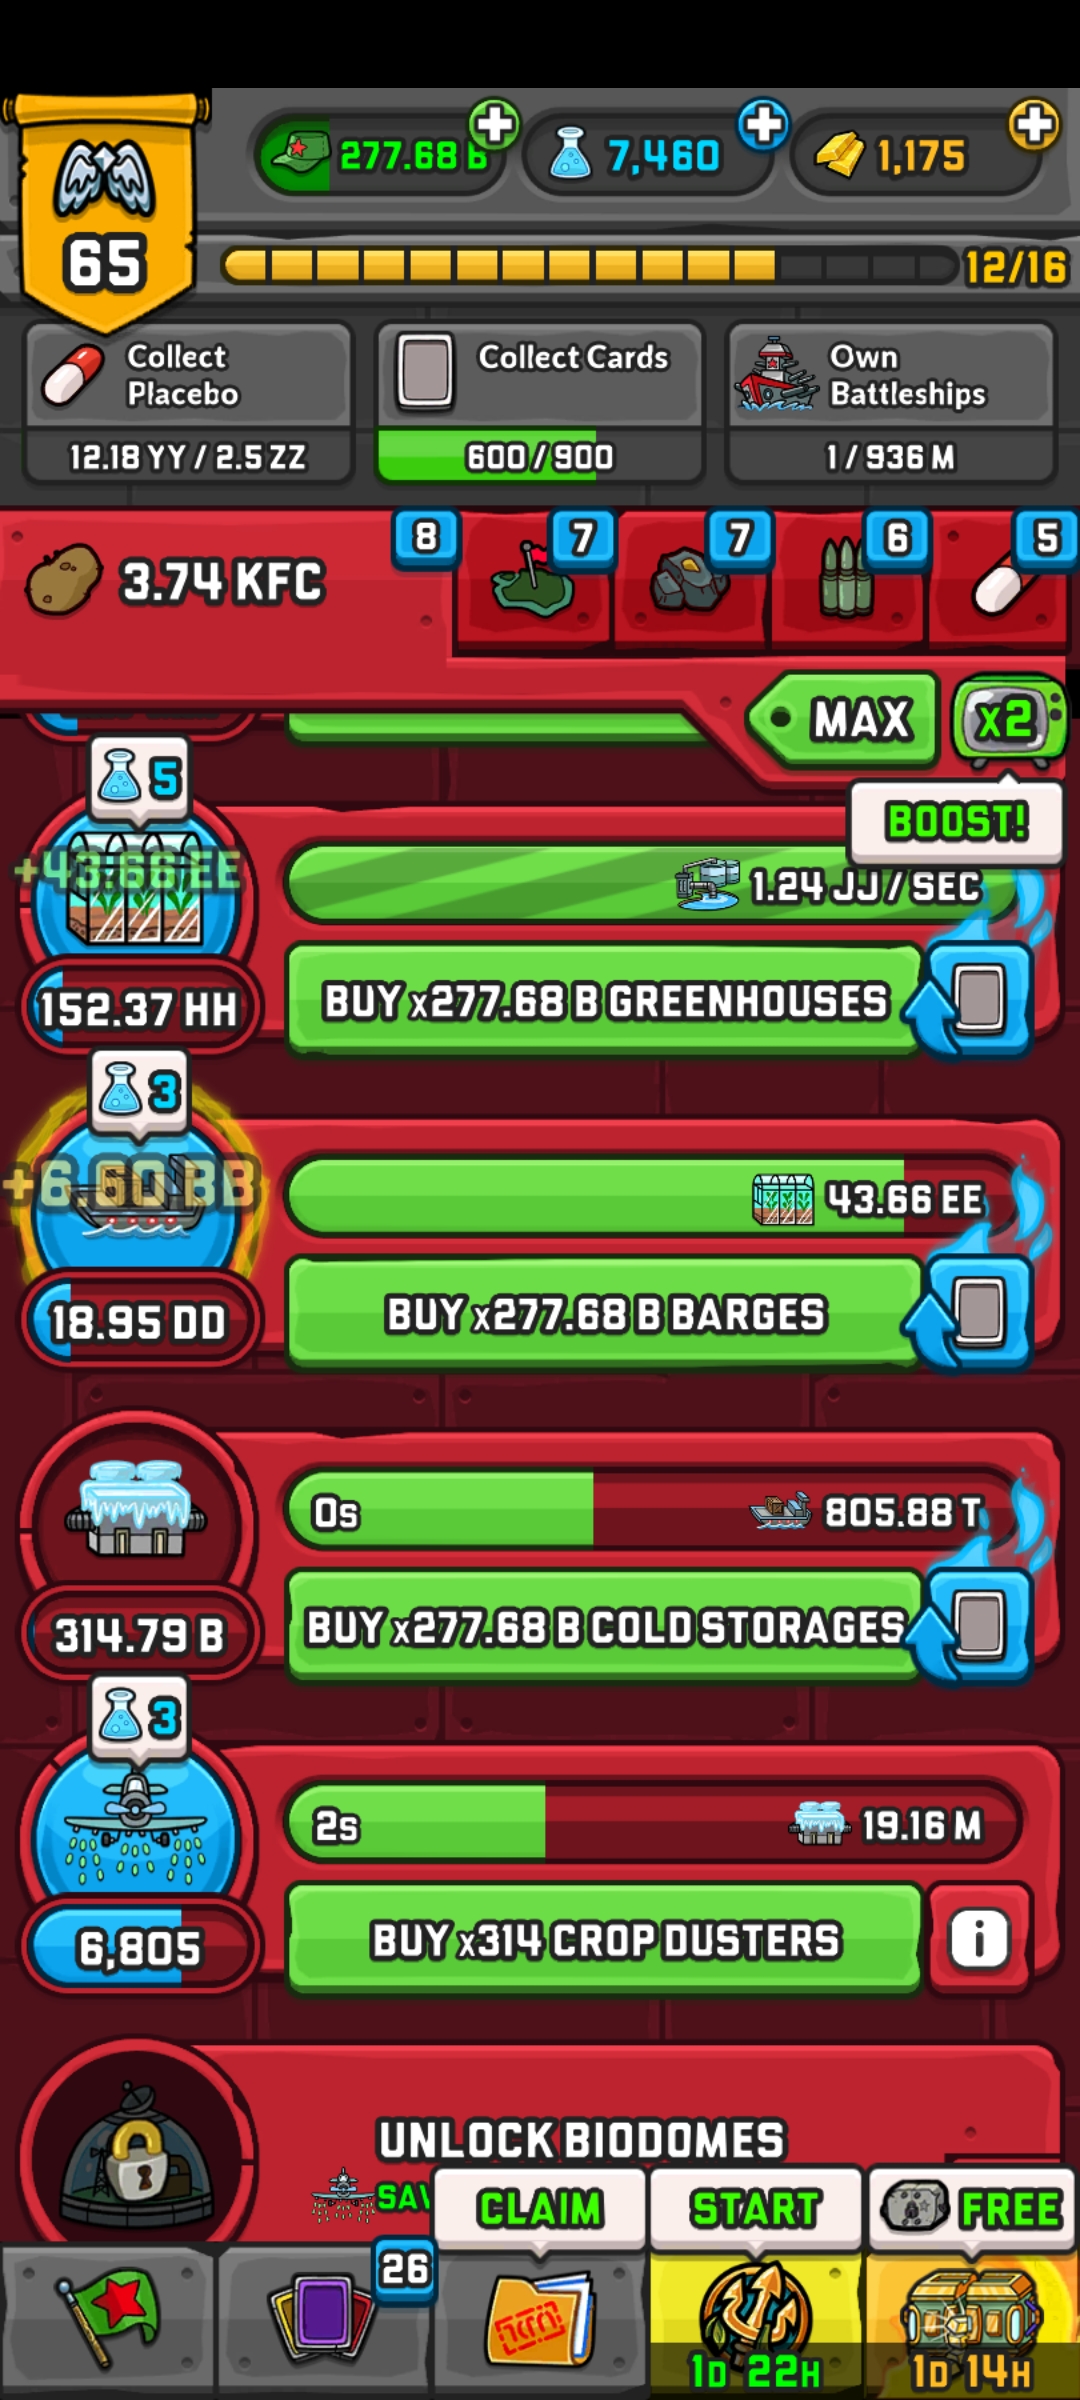 277.68 B
7,460
1,175
65
12/16
Collect
Placebo
12.18 YY / 2.5 ZZ
Collect Cards
600/900
Own
Battleships
1 / 936 M
3.74 KFC
8
7
7
6
5
MAX
x2
BOOST!
5
+43.66 EE
1.24 JJ / SEC
152.37 HH
BUY x277.68 B GREENHOUSES
3
+6.60 BB
43.66 EE
18.95 DD
BUY x277.68 B BARGES
0s
805.88 T
314.79 B
BUY x277.68 B COLD STORAGES
3
2s
19.16 M
6,805
BUY x314 CROP DUSTERS
i
UNLOCK BIODOMES
CLAIM
START
FREE
26
1D 22H
1D 14H